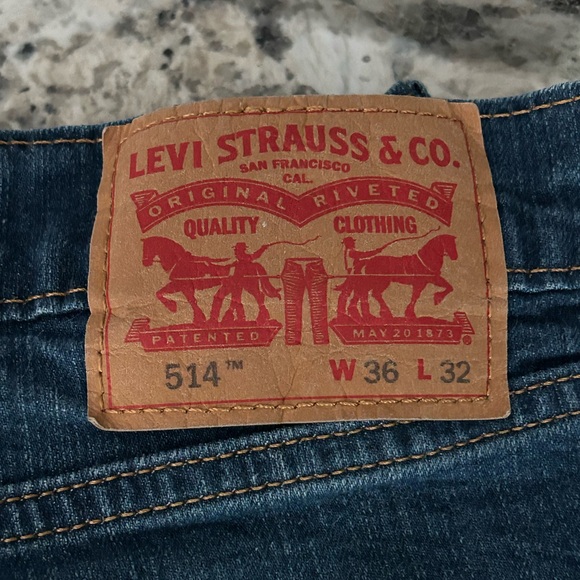 LEVI STRAUSS & CO.
SAN FRANCISCO
CAL.
ORIGINAL RIVETED
QUALITY CLOTHING
PATENTED MAY 20 1873
514™ W 36 L 32